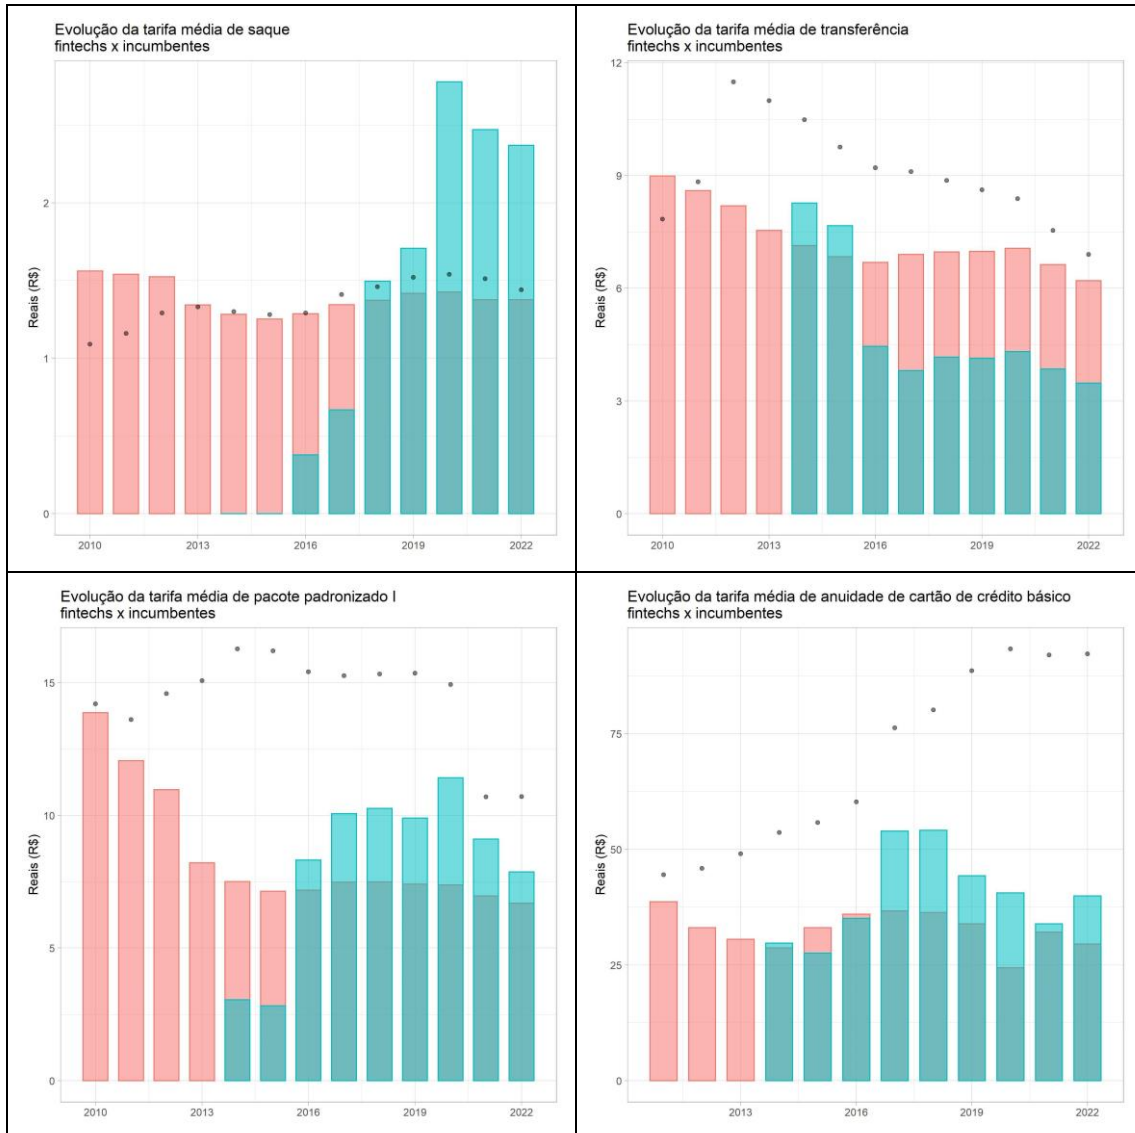 Evolução da tarifa média de saque
fintechs x incumbentes
Reais (R$)
2
1
0
2010 2013 2016 2019 2022
Evolução da tarifa média de transferência
fintechs x incumbentes
Reais (R$)
12
9
6
3
0
2010 2013 2016 2019 2022
Evolução da tarifa média de pacote padronizado I
fintechs x incumbentes
Reais (R$)
15
10
5
0
2010 2013 2016 2019 2022
Evolução da tarifa média de anuidade de cartão de crédito básico
fintechs x incumbentes
Reais (R$)
75
50
25
0
2013 2016 2019 2022